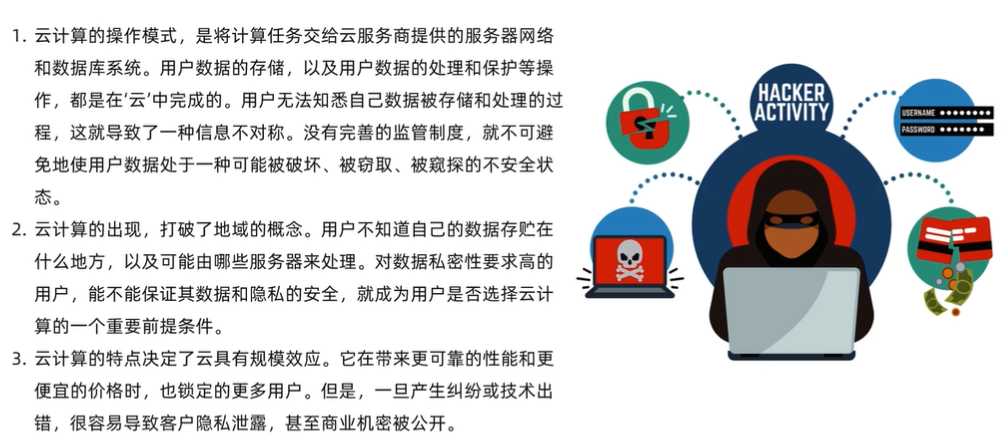 1. 云计算的操作模式，是将计算任务交给云服务商提供的服务器网络
和数据库系统。用户数据的存储，以及用户数据的处理和保护等操
作，都是在‘云’中完成的。用户无法知悉自己数据被存储和处理的过
程，这就导致了一种信息不对称。没有完善的监管制度，就不可避
免地使用户数据处于一种可能被破坏、被窃取、被窥探的不安全状
态。
2. 云计算的出现，打破了地域的概念。用户不知道自己的数据存贮在
什么地方，以及可能由哪些服务器来处理。对数据私密性要求高的
用户，能不能保证其数据和隐私的安全，就成为用户是否选择云计
算的一个重要前提条件。
3. 云计算的特点决定了云具有规模效应。它在带来更可靠的性能和更
便宜的价格时，也锁定的更多用户。但是，一旦产生纠纷或技术出
错，很容易导致客户隐私泄露，甚至商业机密被公开。
HACKER
ACTIVITY
USERNAME
PASSWORD